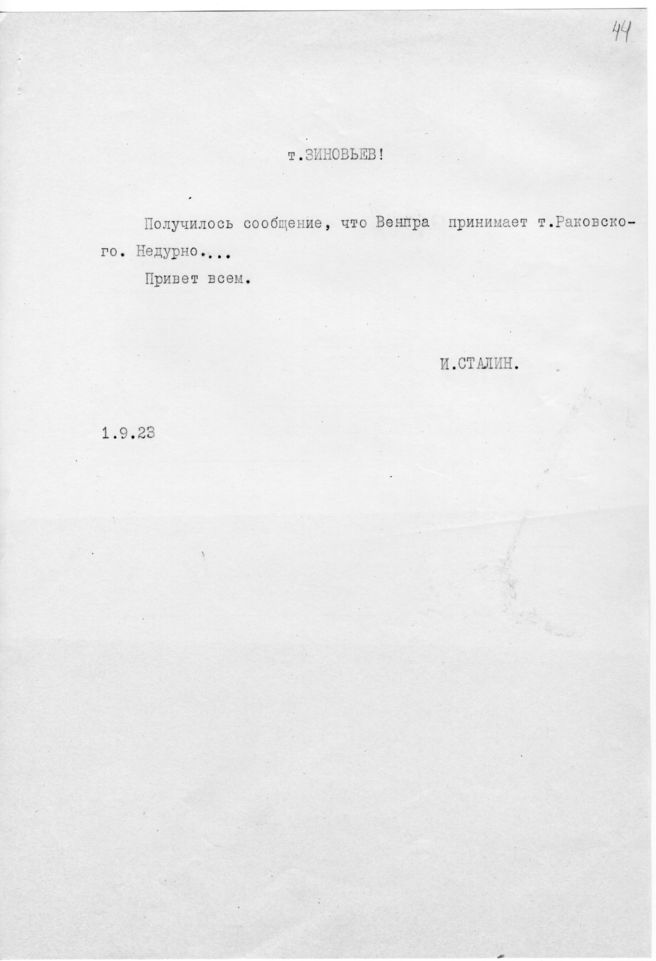 44
т.ЗИНОВЬЕВ!
Получилось сообщение, что Венпра принимает т.Раковско-
го. Недурно....
Привет всем.
И.СТАЛИН.
1.9.23